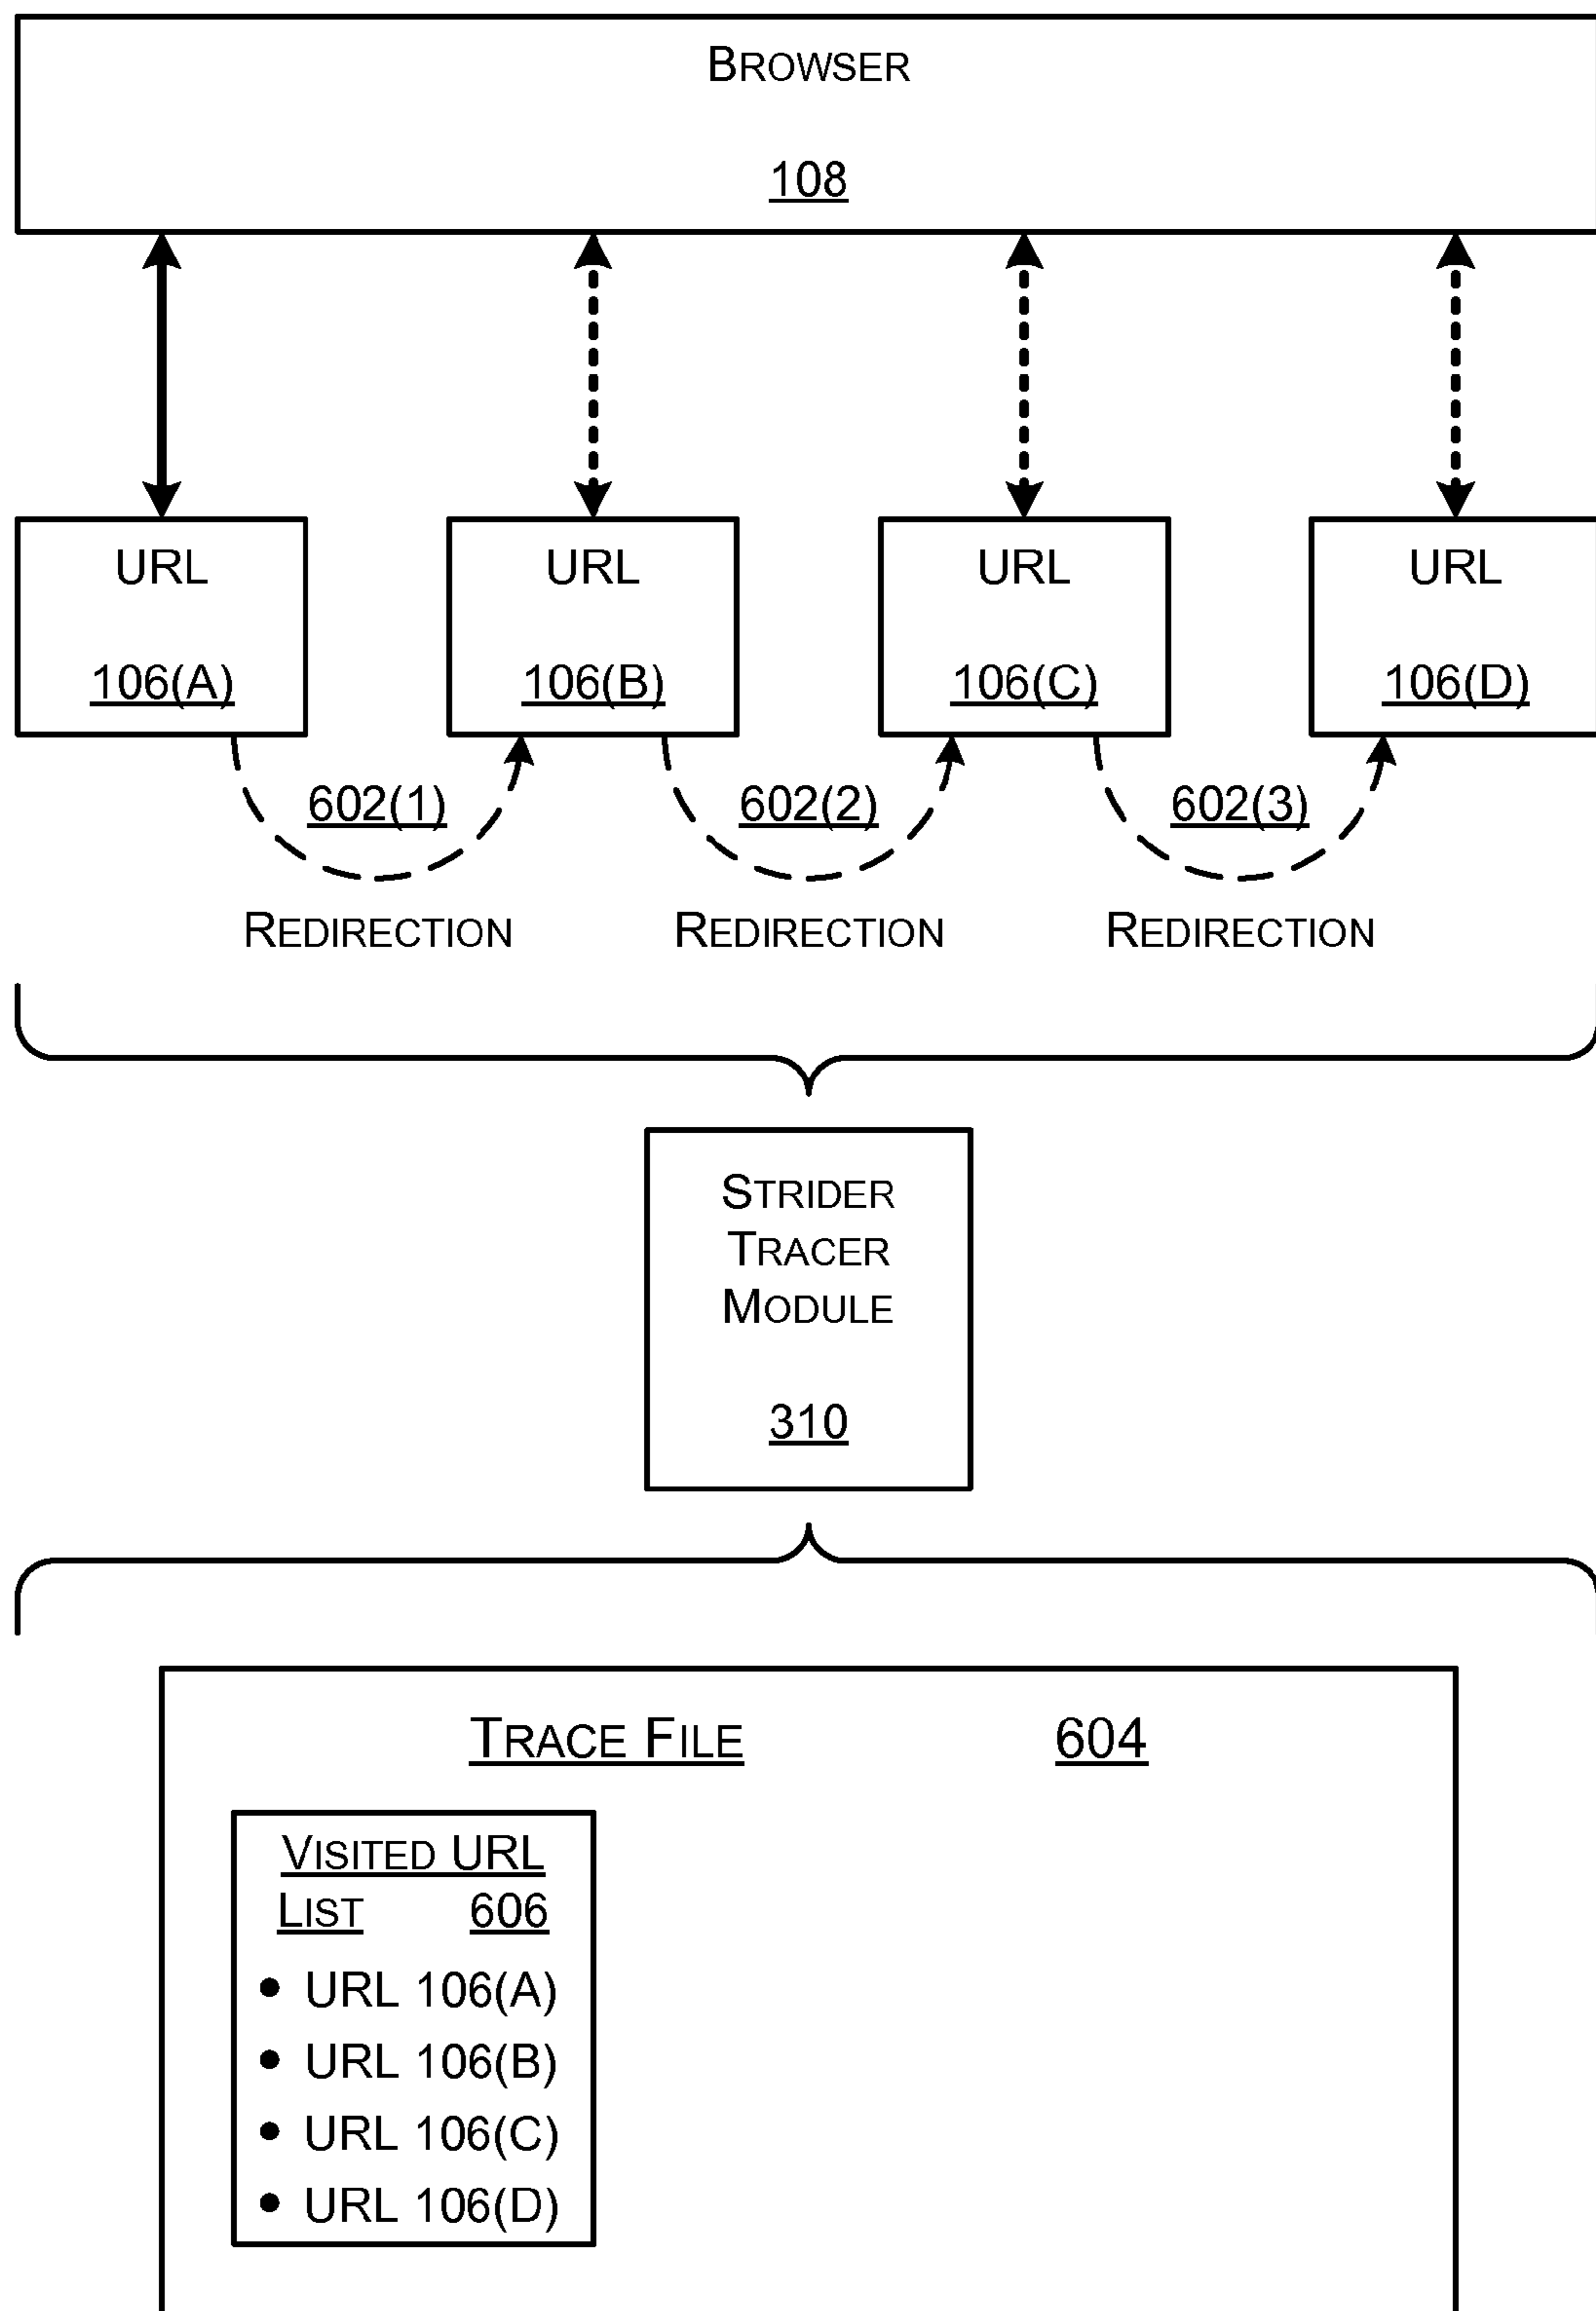 BROWSER
108
URL URL URL URL
106(A) 106(B) 106(C) 106(D)
602(1) 602(2) 602(3)
REDIRECTION REDIRECTION REDIRECTION
STRIDER
TRACER
MODULE
310
TRACE FILE 604
VISITED URL
LIST 606
• URL 106(A)
• URL 106(B)
• URL 106(C)
• URL 106(D)